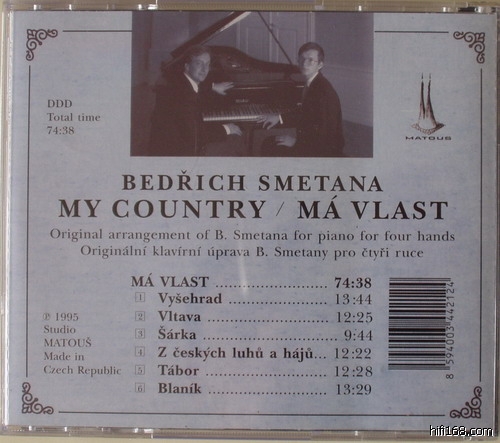 DDD
Total time
74:38
MATOUŠ
BEDŘICH SMETANA
MY COUNTRY / MÁ VLAST
Original arrangement of B. Smetana for piano for four hands
Originální klavírní úprava B. Smetany pro čtyři ruce
MÁ VLAST ........................ 74:38
1 Vyšehrad ...................... 13:44
2 Vltava ........................... 12:25
3 Šárka .............................. 9:44
4 Z českých luhů a hájů... 12:22
5 Tábor ............................ 12:28
6 Blaník ........................... 13:29
℗ 1995
Studio
MATOUŠ
Made in
Czech Republic
8 594003 442124
hifi168.com